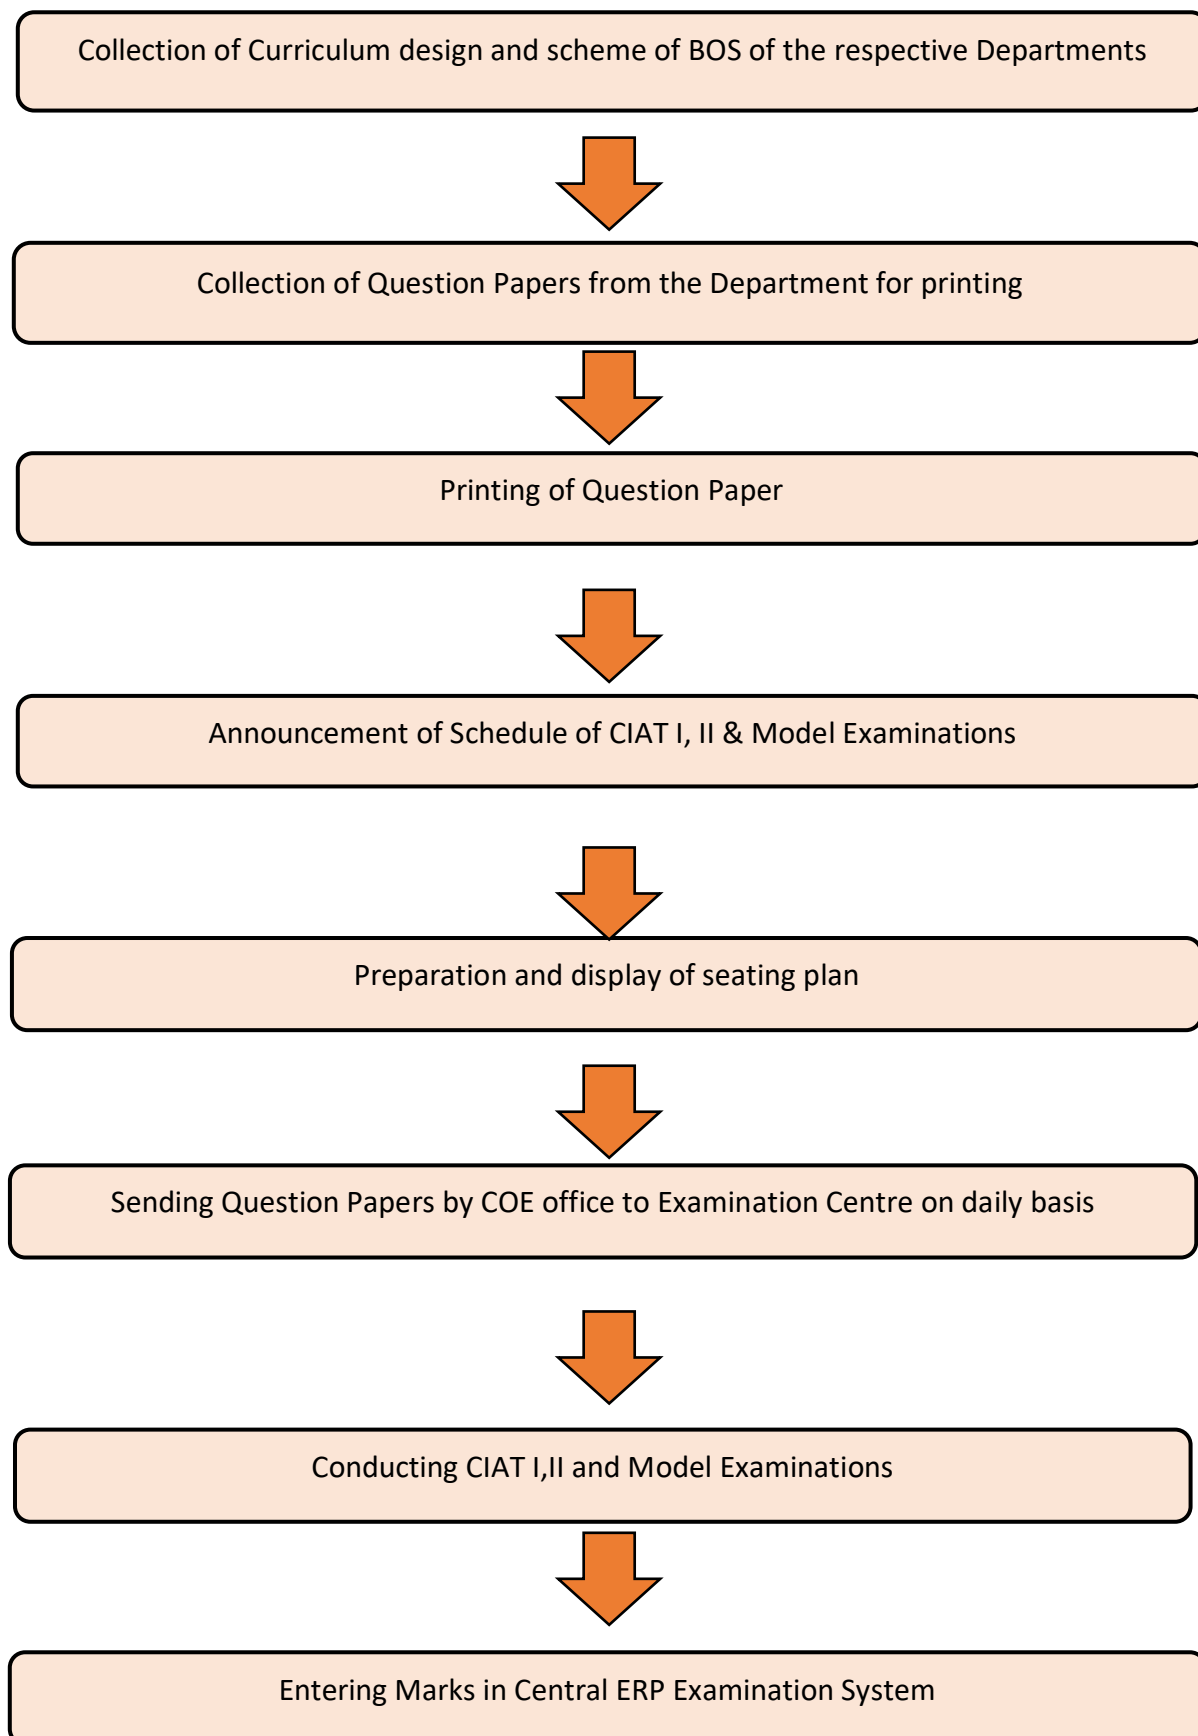 Collection of Curriculum design and scheme of BOS of the respective Departments
Collection of Question Papers from the Department for printing
Printing of Question Paper
Announcement of Schedule of CIAT I, II & Model Examinations
Preparation and display of seating plan
Sending Question Papers by COE office to Examination Centre on daily basis
Conducting CIAT I,II and Model Examinations
Entering Marks in Central ERP Examination System